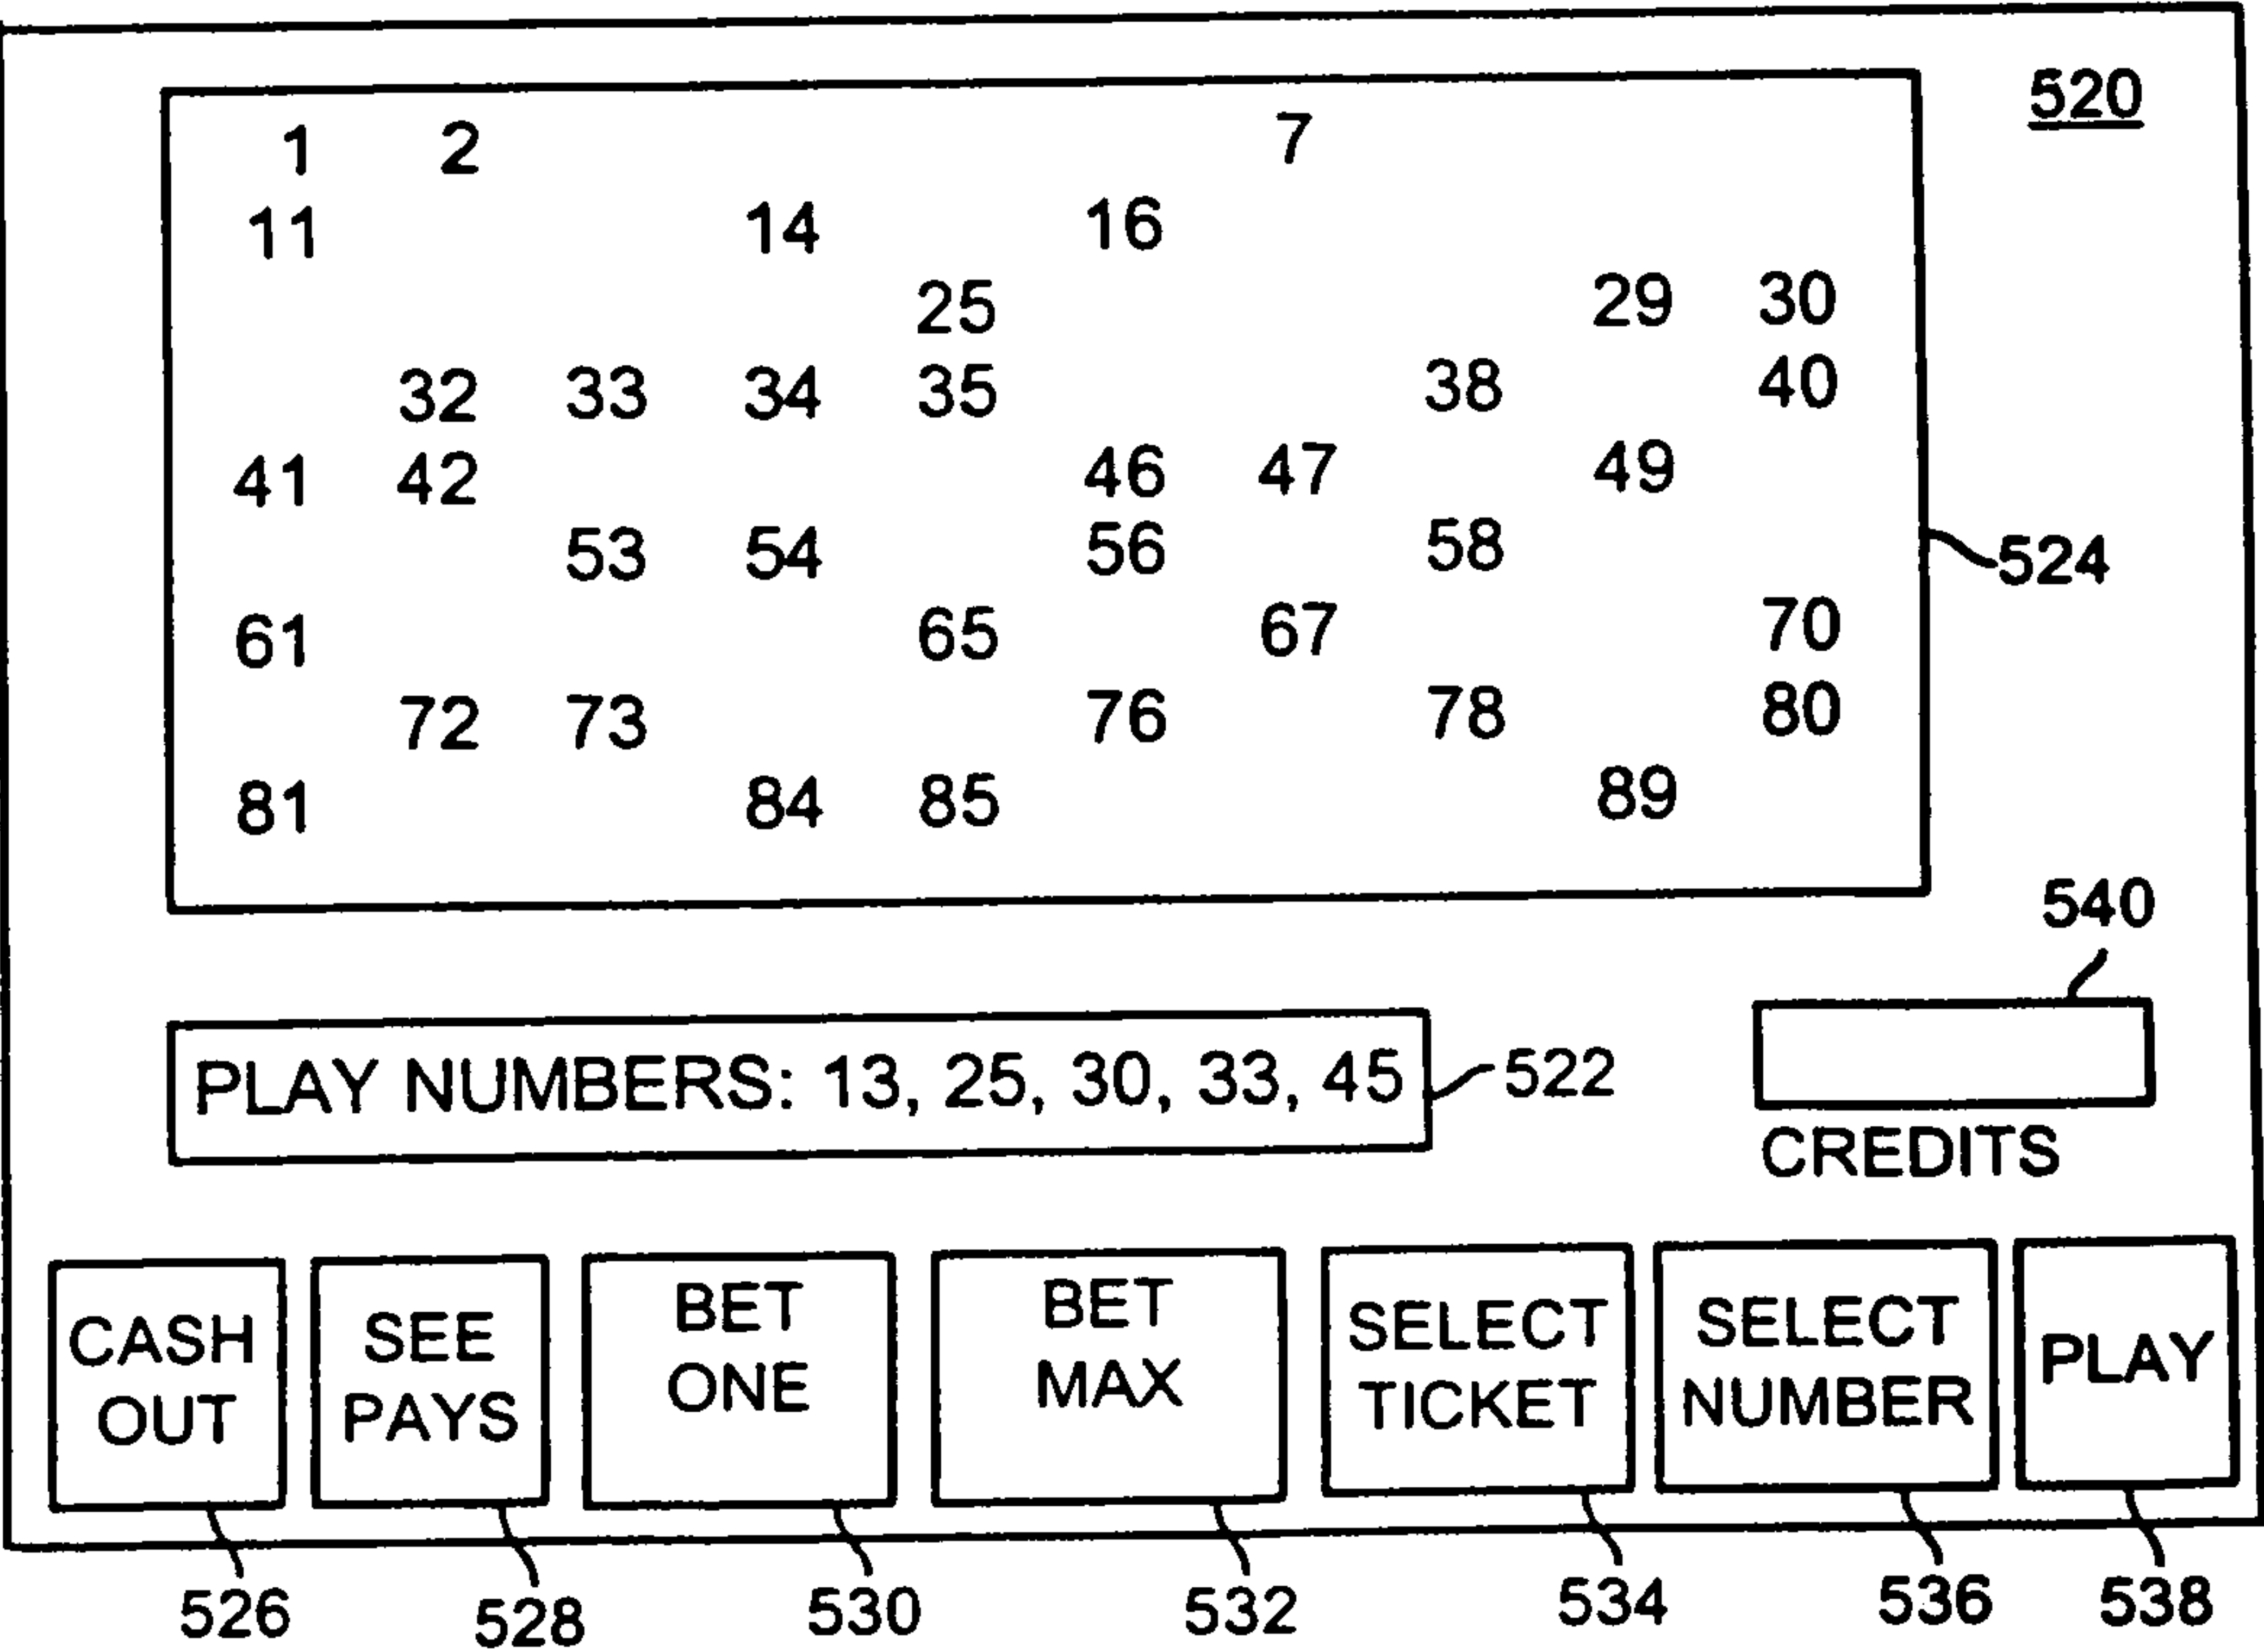 520
1 2 7
11 14 16
25 29 30
32 33 34 35 38 40
41 42 46 47 49
53 54 56 58
524
61 65 67 70
72 73 76 78 80
81 84 85 89
540
PLAY NUMBERS: 13, 25, 30, 33, 45
522
CREDITS
CASH
OUT
SEE
PAYS
BET
ONE
BET
MAX
SELECT
TICKET
SELECT
NUMBER
PLAY
526 528 530 532 534 536 538